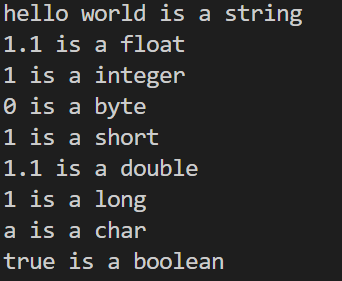 hello world is a string
1.1 is a float
1 is a integer
0 is a byte
1 is a short
1.1 is a double
1 is a long
a is a char
true is a boolean